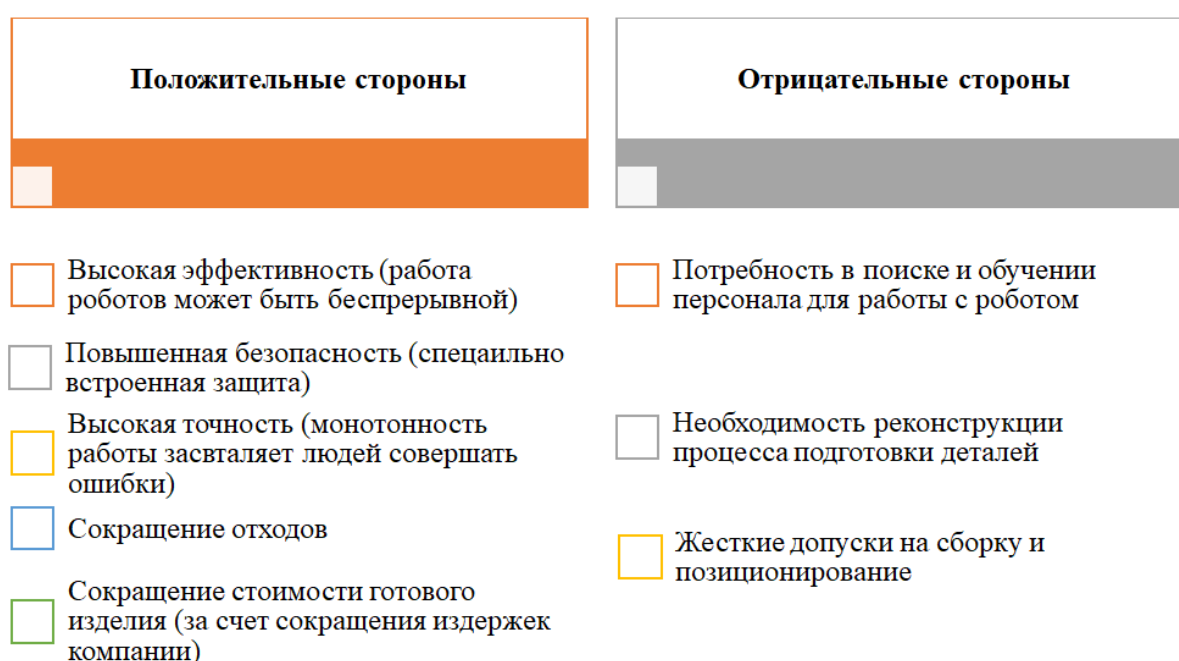 Положительные стороны
Высокая эффективность (работа
роботов может быть беспрерывной)
Повышенная безопасность (спецаильно
встроенная защита)
Высокая точность (монотонность
работы засвталяет людей совершать
ошибки)
Сокращение отходов
Сокращение стоимости готового
изделия (за счет сокращения издержек
компании)
Отрицательные стороны
Потребность в поиске и обучении
персонала для работы с роботом
Необходимость реконструкции
процесса подготовки деталей
Жесткие допуски на сборку и
позиционирование